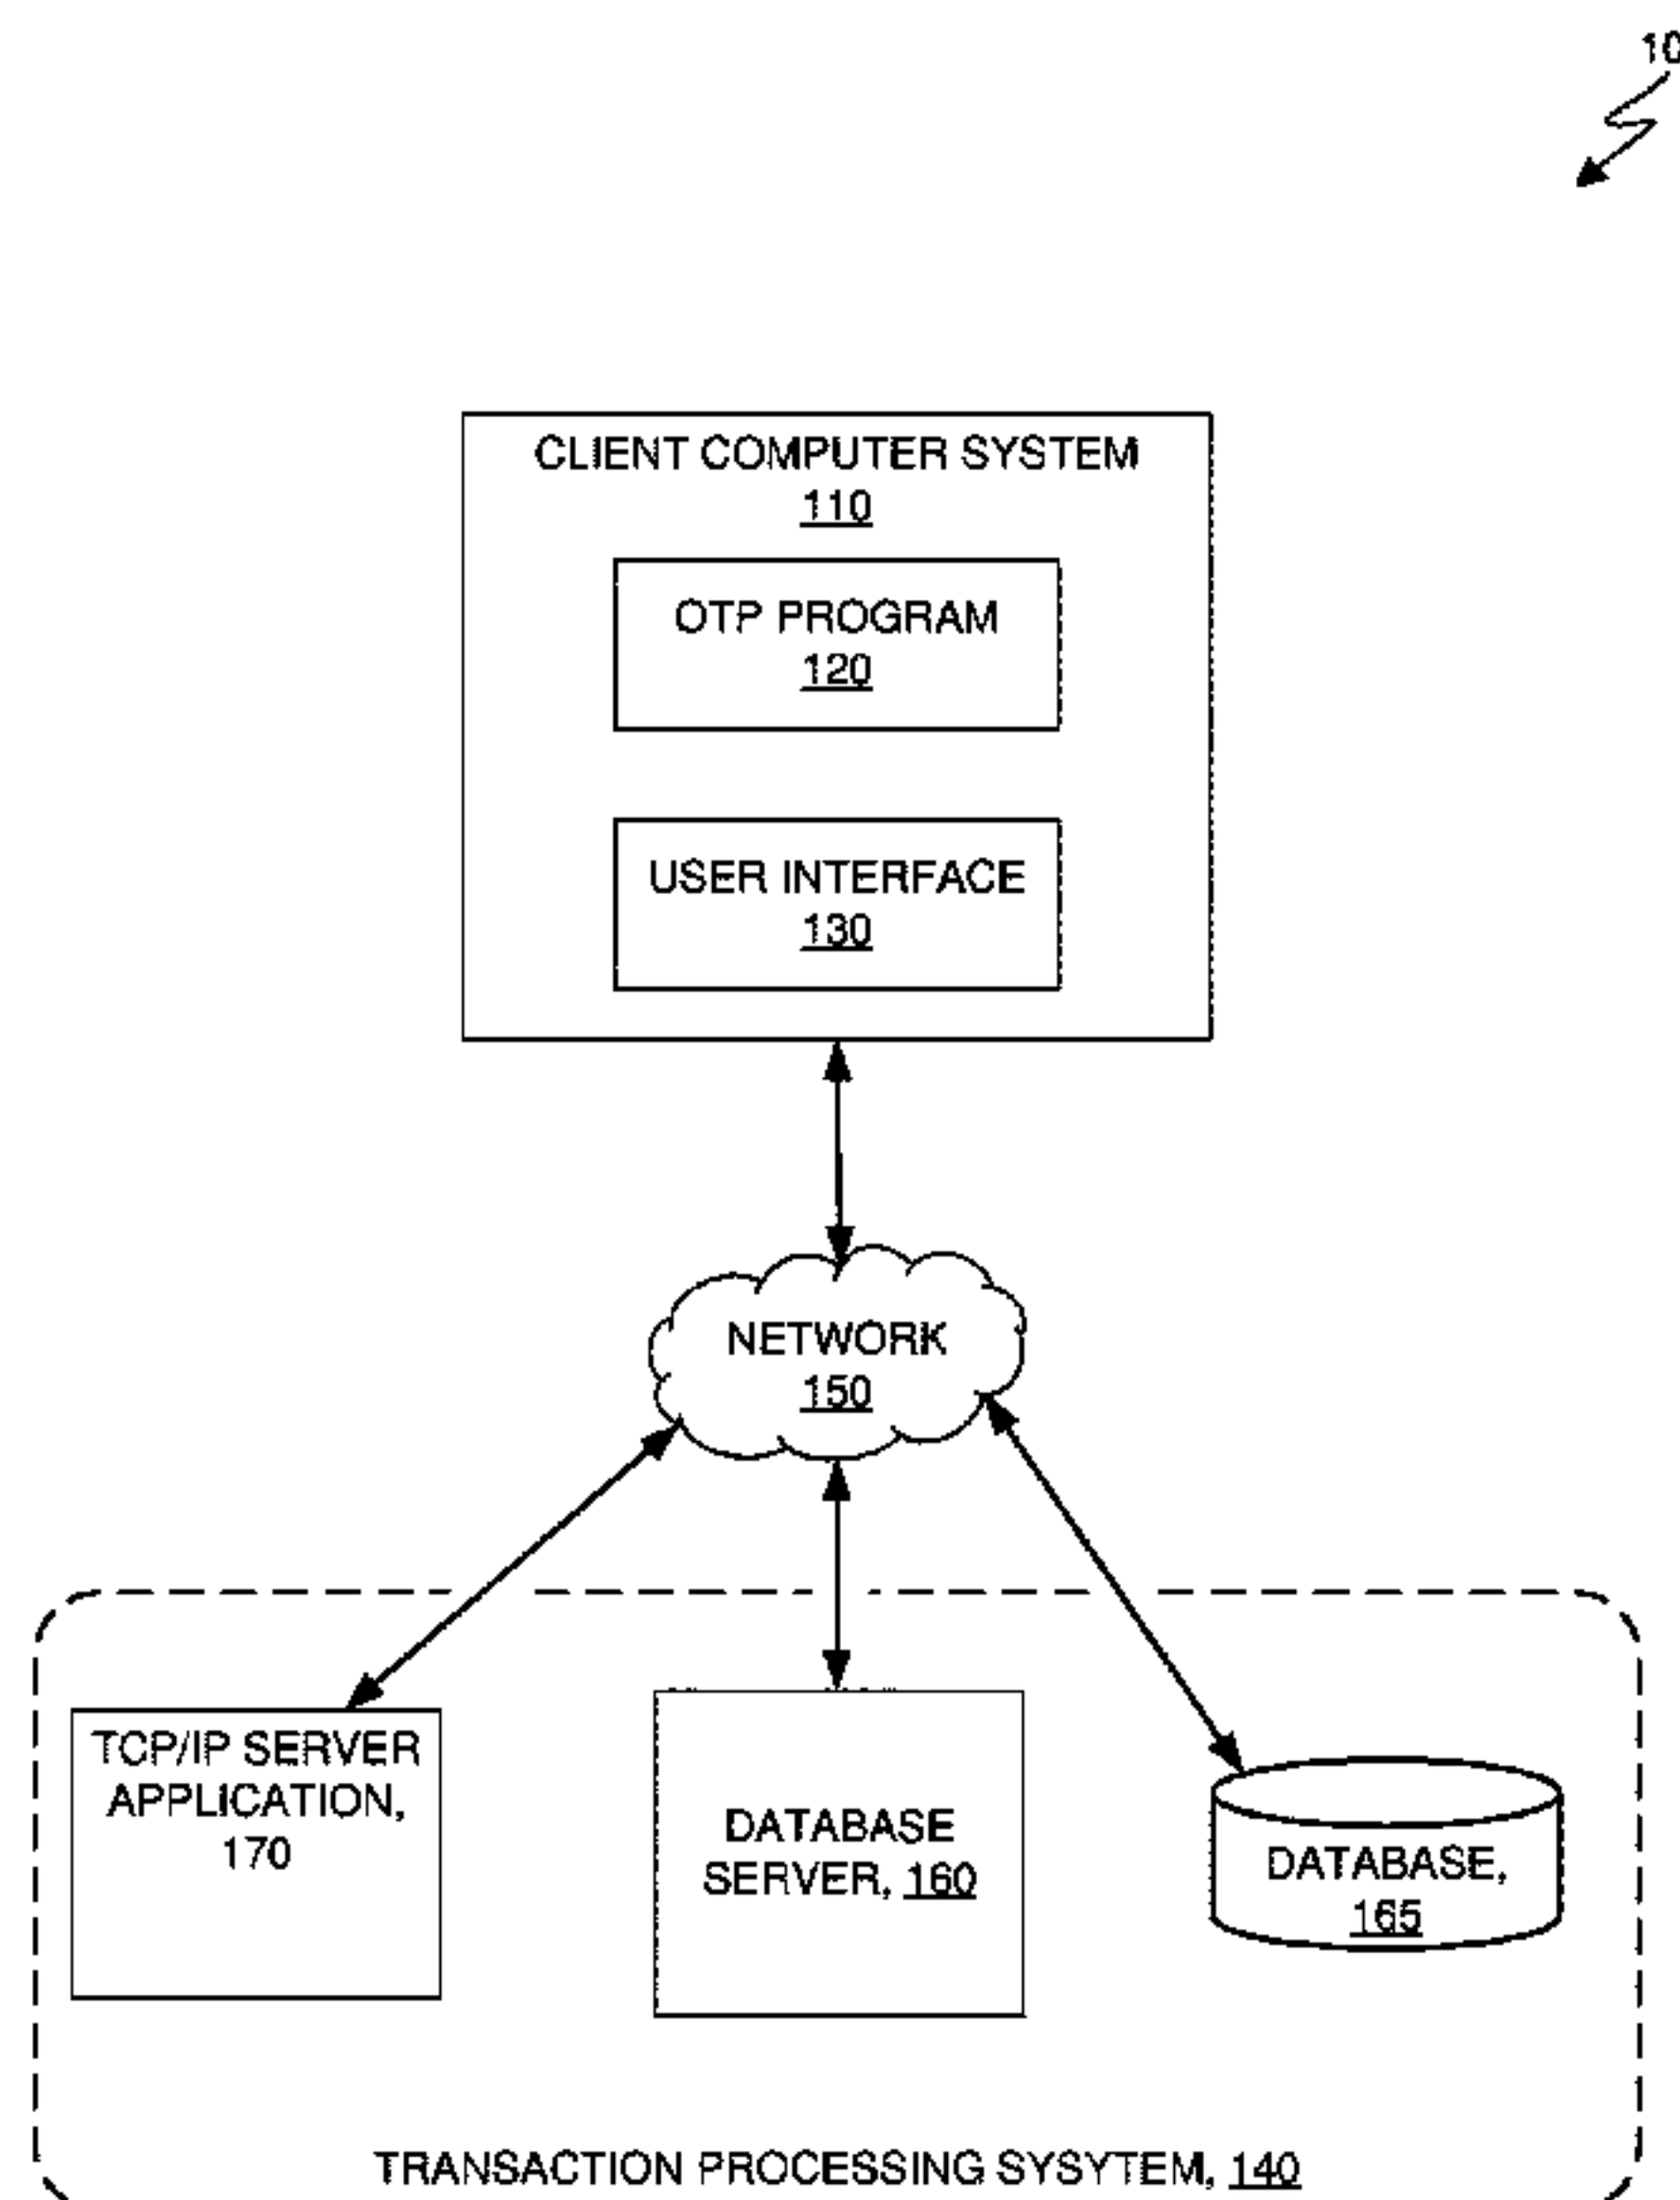 10
CLIENT COMPUTER SYSTEM
110
OTP PROGRAM
120
USER INTERFACE
130
NETWORK
150
TCP/IP SERVER
APPLICATION,
170
DATABASE
SERVER, 160
DATABASE,
165
TRANSACTION PROCESSING SYSYTEM, 140